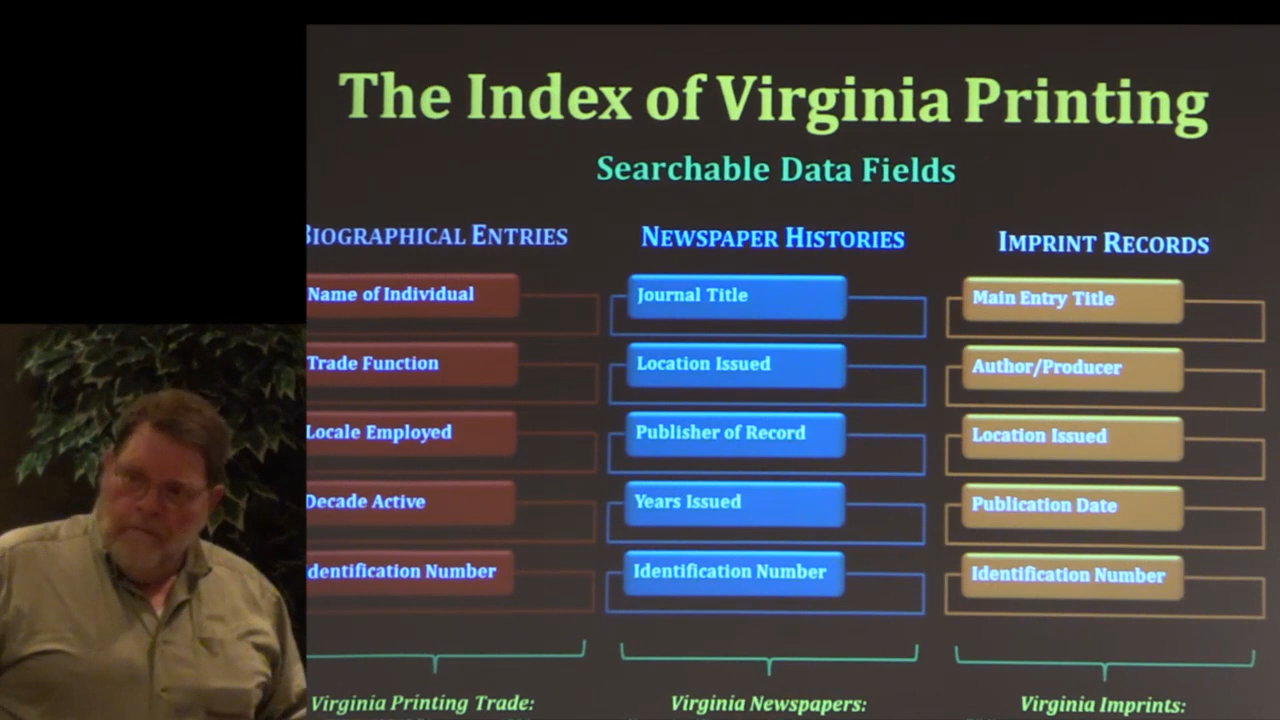 The Index of Virginia Printing
Searchable Data Fields
BIOGRAPHICAL ENTRIES
Name of Individual
Trade Function
Locale Employed
Decade Active
dentification Number
Virginia Printing Trade:
NEWSPAPER HISTORIES
Journal Title
Location Issued
Publisher of Record
Years Issued
Identification Number
Virginia Newspapers:
IMPRINT RECORDS
Main Entry Title
Author/Producer
Location Issued
Publication Date
Identification Number
Virginia Imprints: